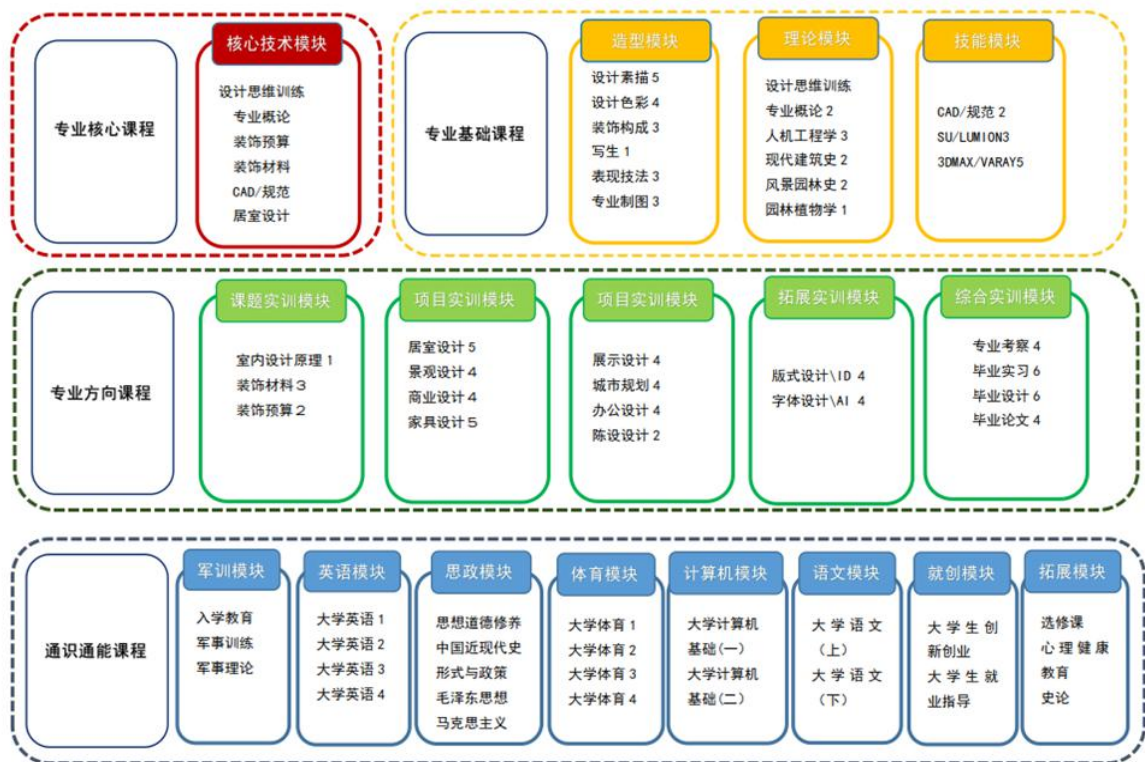 专业核心课程
核心技术模块
设计思维训练
专业概论
装饰预算
装饰材料
CAD/规范
居室设计
专业基础课程
造型模块
设计素描 5
设计色彩 4
装饰构成 3
写生 1
表现技法 3
专业制图 3
理论模块
设计思维训练
专业概论 2
人机工程学 3
现代建筑史 2
风景园林史 2
园林植物学 1
技能模块
CAD/规范 2
SU/LUMION3
3DMAX/VARAY5
专业方向课程
课题实训模块
室内设计原理 1
装饰材料 3
装饰预算 2
项目实训模块
居室设计 5
景观设计 4
商业设计 4
家具设计 5
项目实训模块
展示设计 4
城市规划 4
办公设计 4
陈设设计 2
拓展实训模块
版式设计\ID 4
字体设计\AI 4
综合实训模块
专业考察 4
毕业实习 6
毕业设计 6
毕业论文 4
通识通能课程
军训模块
入学教育
军事训练
军事理论
英语模块
大学英语 1
大学英语 2
大学英语 3
大学英语 4
思政模块
思想道德修养
中国近现代史
形式与政策
毛泽东思想
马克思主义
体育模块
大学体育 1
大学体育 2
大学体育 3
大学体育 4
计算机模块
大学计算机
基础(一)
大学计算机
基础(二)
语文模块
大学语文
（上）
大学语文
（下）
就创模块
大学生创
新创业
大学生就
业指导
拓展模块
选修课
心理健康
教育
史论